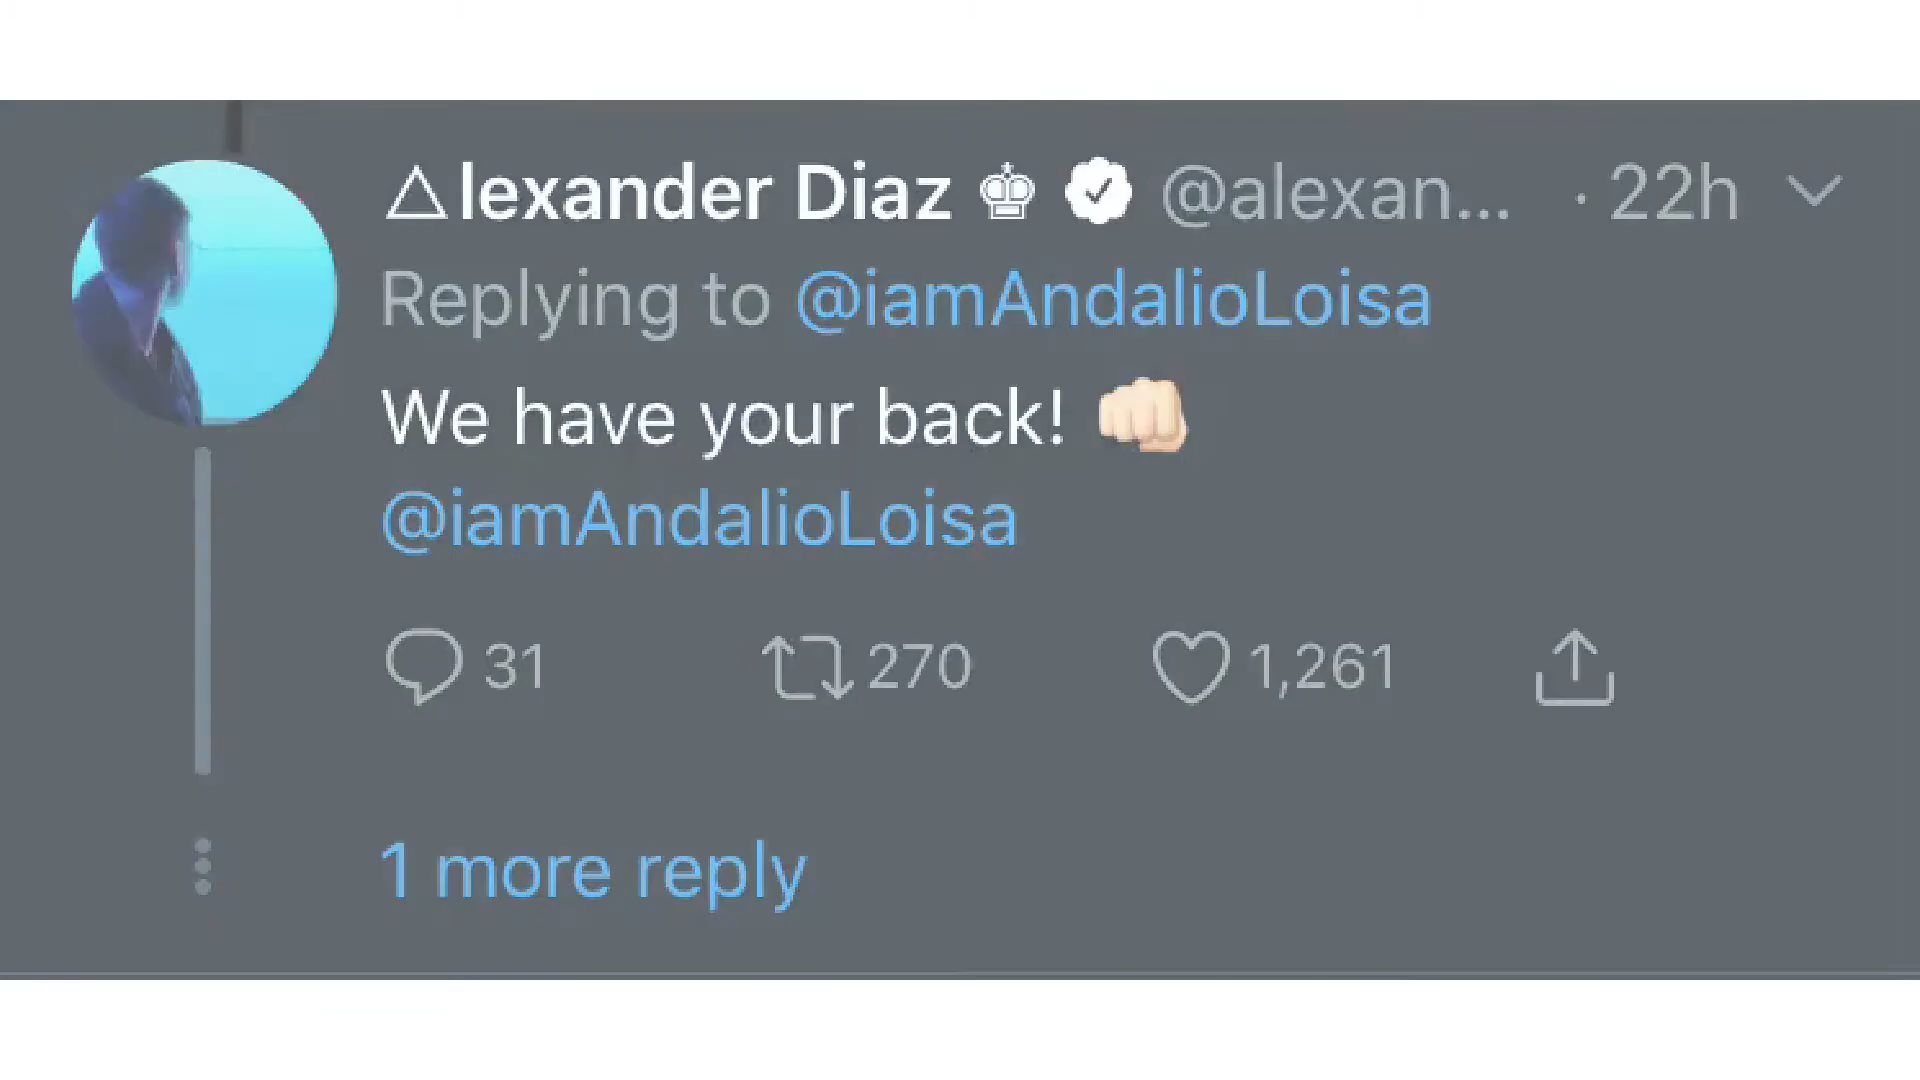 △lexander Diaz ♔ @alexan... · 22h
Replying to @iamAndalioLoisa
We have your back! 👊🏻
@iamAndalioLoisa
31 270 1,261
1 more reply